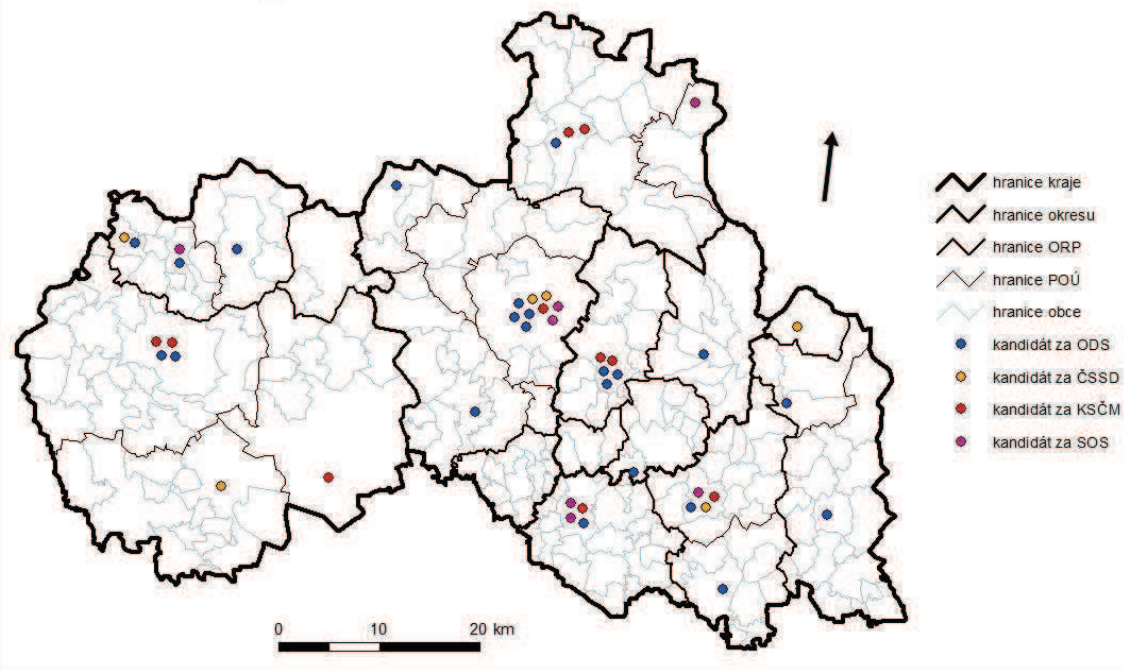 hranice kraje
hranice okresu
hranice ORP
hranice POÚ
hranice obce
kandidát za ODS
kandidát za ČSSD
kandidát za KSČM
kandidát za SOS
0 10 20 km